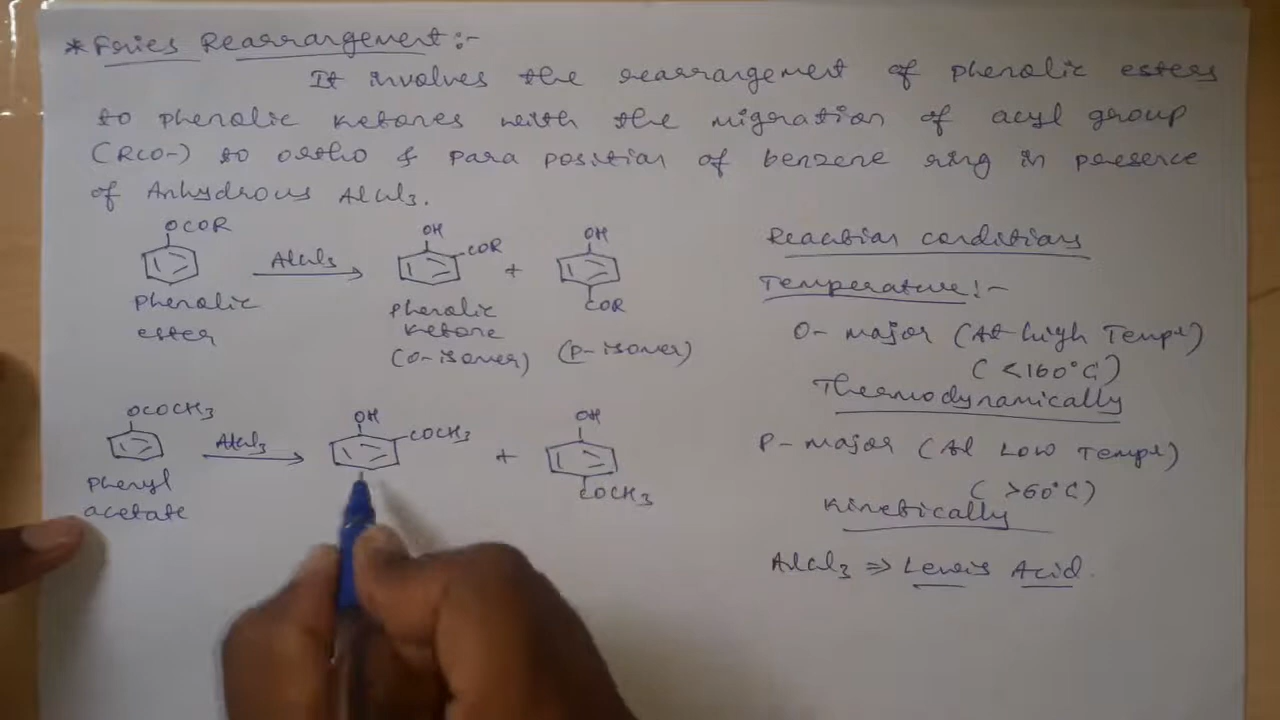 * Fries Rearrangement :-
It involves the rearrangement of phenolic esters
to phenolic ketones with the migration of acyl group
(RCO-) to ortho & para position of benzene ring in presence
of Anhydrous AlCl3.
OCOR
AlCl3
OH
COR
+
OH
COR
phenolic
ester
phenolic
ketone
(o-isomer)
(p-isomer)
OCOCH3
AlCl3
OH
COCH3
+
OH
COCH3
phenyl
acetate
Reaction conditions
Temperature:-
O- major (At high Tempr)
(<160°C)
Thermodynamically
P- major (At Low Tempr)
(>60°C)
kinetically
AlCl3 ⇒ Lewis Acid.